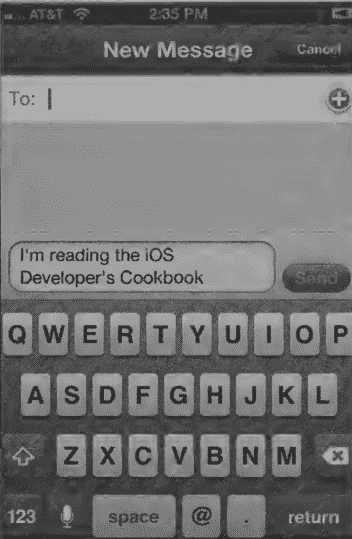 AT&T 2:35 PM
New Message Cancel
To:
I'm reading the iOS
Developer's Cookbook
Send
Q W E R T Y U I O P
A S D F G H J K L
Z X C V B N M
123 space @ . return